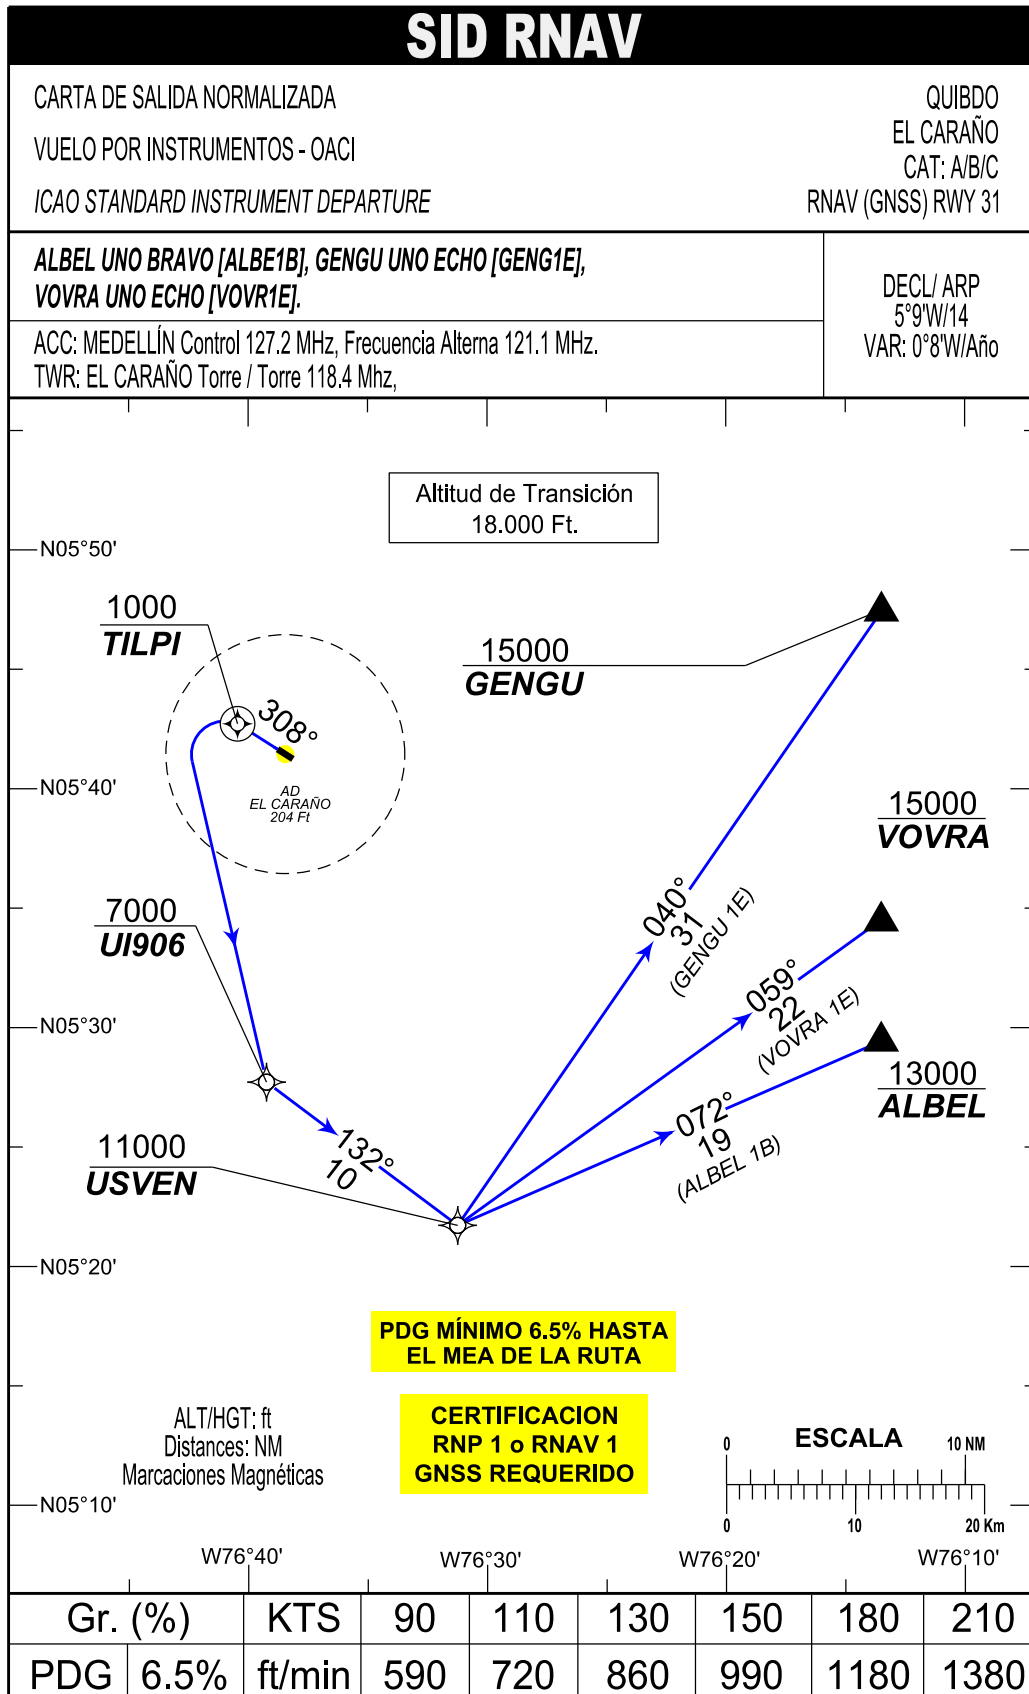 SID RNAV
CARTA DE SALIDA NORMALIZADA
VUELO POR INSTRUMENTOS - OACI
ICAO STANDARD INSTRUMENT DEPARTURE
QUIBDO
EL CARAÑO
CAT: A/B/C
RNAV (GNSS) RWY 31
ALBEL UNO BRAVO [ALBE1B], GENGU UNO ECHO [GENG1E],
VOVRA UNO ECHO [VOVR1E].
ACC: MEDELLÍN Control 127.2 MHz, Frecuencia Alterna 121.1 MHz.
TWR: EL CARAÑO Torre / Torre 118.4 Mhz,
DECL/ ARP
5°9'W/14
VAR: 0°8'W/Año
Altitud de Transición
18.000 Ft.
N05°50'
1000
TILPI
15000
GENGU
308°
AD
EL CARAÑO
204 Ft
N05°40'
15000
VOVRA
7000
UI906
040°
31
(GENGU 1E)
059°
22
(VOVRA 1E)
N05°30'
13000
ALBEL
072°
19
(ALBEL 1B)
11000
USVEN
132°
10
N05°20'
PDG MÍNIMO 6.5% HASTA
EL MEA DE LA RUTA
ALT/HGT: ft
Distances: NM
Marcaciones Magnéticas
CERTIFICACION
RNP 1 o RNAV 1
GNSS REQUERIDO
ESCALA
0 10 NM
0 10 20 Km
N05°10'
W76°40' W76°30' W76°20' W76°10'
Gr. (%) KTS 90 110 130 150 180 210
PDG 6.5% ft/min 590 720 860 990 1180 1380